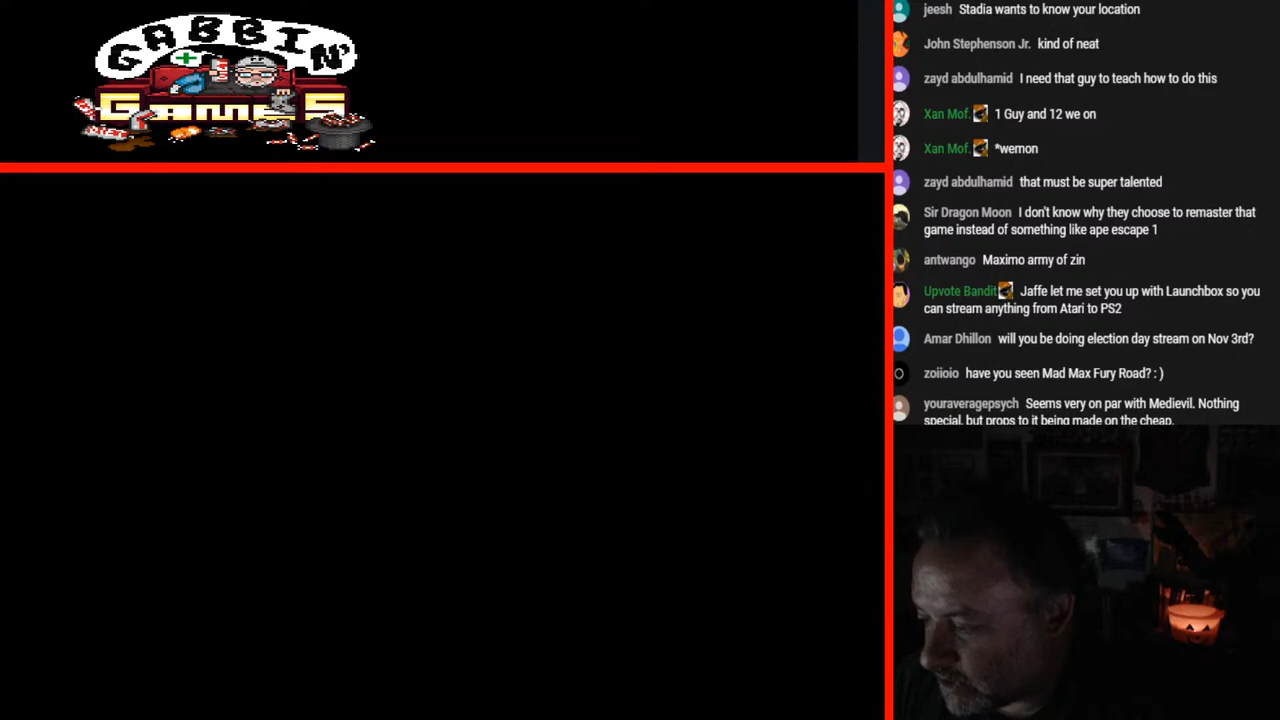 GABBIN'
GAMES
jeesh Stadia wants to know your location
John Stephenson Jr. kind of neat
zayd abdulhamid I need that guy to teach how to do this
Xan Mof. 1 Guy and 12 we on
Xan Mof. *wemon
zayd abdulhamid that must be super talented
Sir Dragon Moon I don't know why they choose to remaster that
game instead of something like ape escape 1
antwango Maximo army of zin
Upvote Bandit Jaffe let me set you up with Launchbox so you
can stream anything from Atari to PS2
Amar Dhillon will you be doing election day stream on Nov 3rd?
zoiioio have you seen Mad Max Fury Road? : )
youraveragepsych Seems very on par with Medievil. Nothing
special, but props to it being made on the cheap.